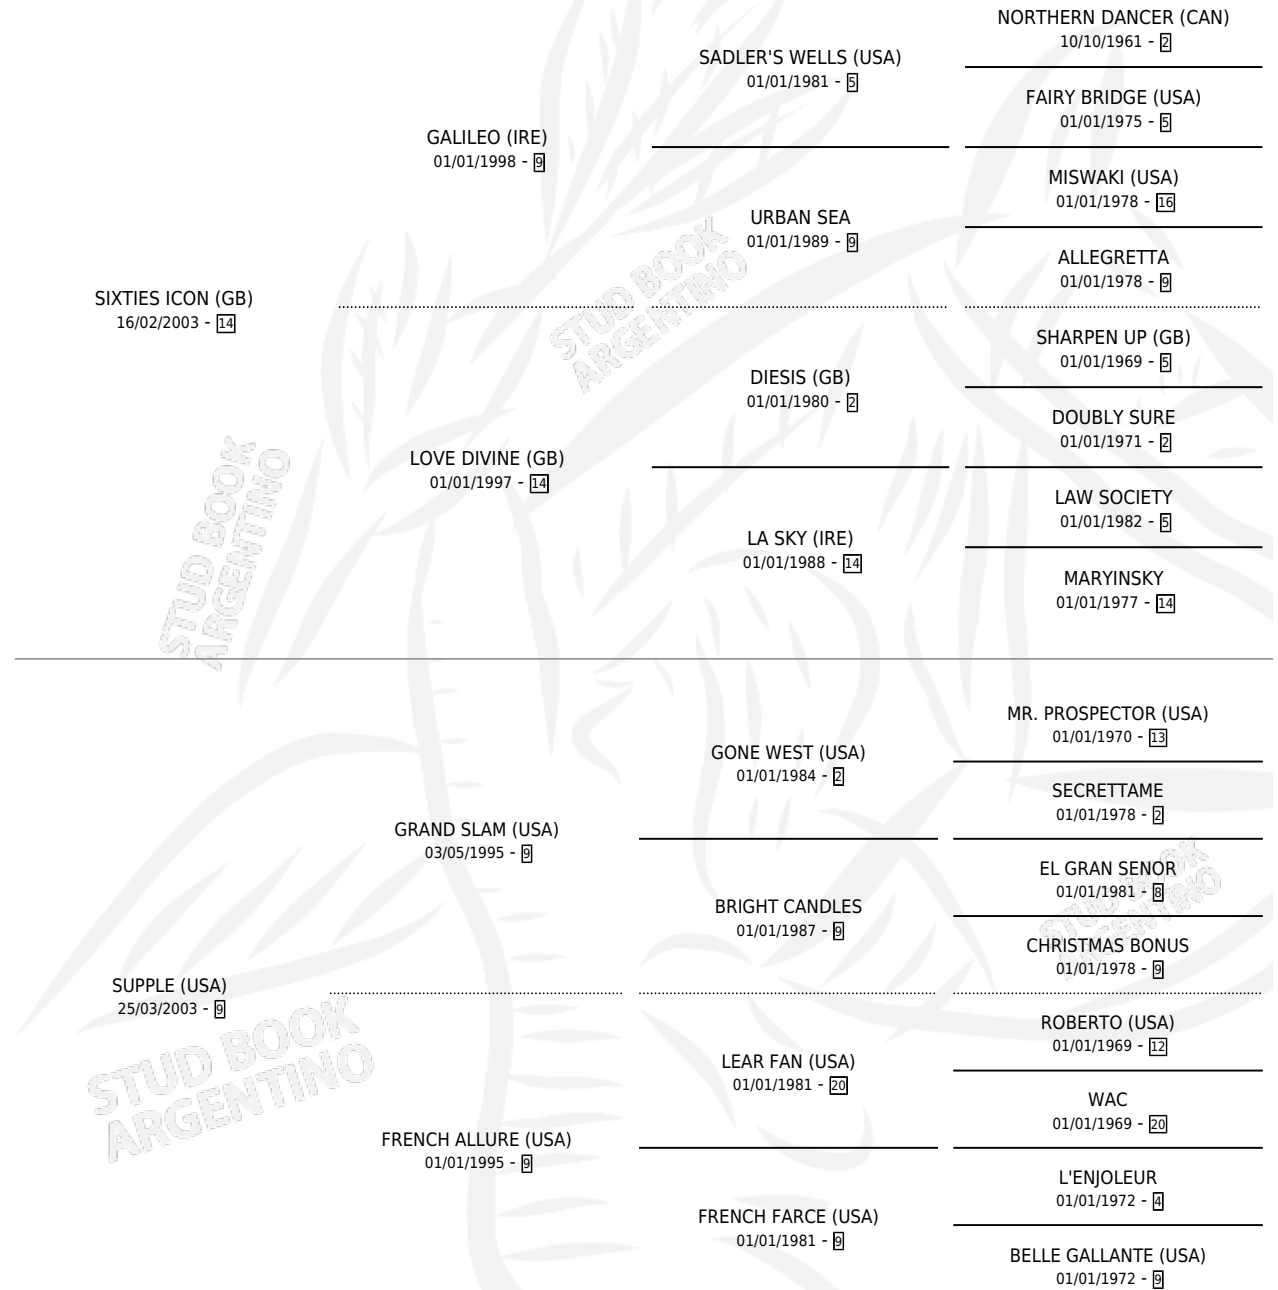 NORTHERN DANCER (CAN)
10/10/1961 - 2
SADLER'S WELLS (USA)
01/01/1981 - 5
FAIRY BRIDGE (USA)
01/01/1975 - 5
GALILEO (IRE)
01/01/1998 - 9
MISWAKI (USA)
01/01/1978 - 16
URBAN SEA
01/01/1989 - 9
ALLEGRETTA
01/01/1978 - 9
SIXTIES ICON (GB)
16/02/2003 - 14
STUD BOOK
ARGENTINO
SHARPEN UP (GB)
01/01/1969 - 5
DIESIS (GB)
01/01/1980 - 2
DOUBLY SURE
01/01/1971 - 2
LOVE DIVINE (GB)
01/01/1997 - 14
LAW SOCIETY
01/01/1982 - 5
LA SKY (IRE)
01/01/1988 - 14
MARYINSKY
01/01/1977 - 14
STUD BOOK
ARGENTINO
MR. PROSPECTOR (USA)
01/01/1970 - 13
GONE WEST (USA)
01/01/1984 - 2
SECRETTAME
01/01/1978 - 2
GRAND SLAM (USA)
03/05/1995 - 9
EL GRAN SENOR
01/01/1981 - 8
BRIGHT CANDLES
01/01/1987 - 9
STUD BOOK
ARGENTINO
CHRISTMAS BONUS
01/01/1978 - 9
SUPPLE (USA)
25/03/2003 - 9
STUD BOOK
ARGENTINO
ROBERTO (USA)
01/01/1969 - 12
LEAR FAN (USA)
01/01/1981 - 20
WAC
01/01/1969 - 20
FRENCH ALLURE (USA)
01/01/1995 - 9
L'ENJOLEUR
01/01/1972 - 4
FRENCH FARCE (USA)
01/01/1981 - 9
BELLE GALLANTE (USA)
01/01/1972 - 9